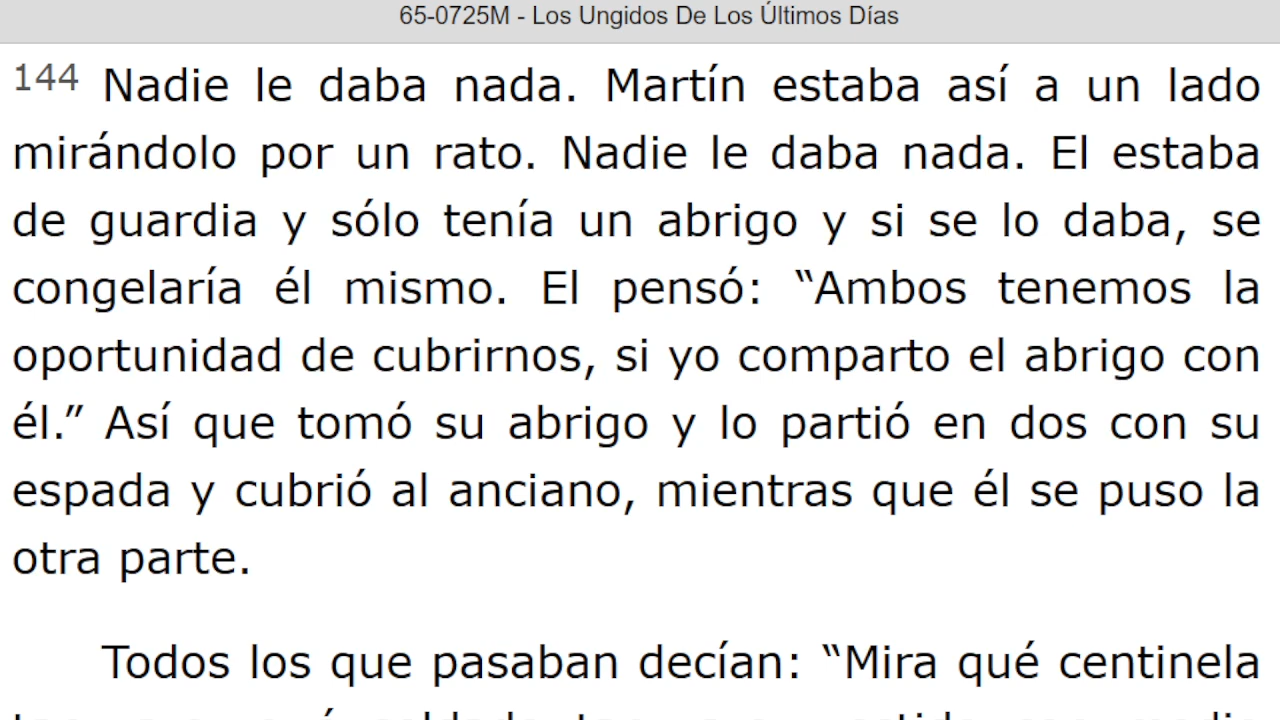 65-0725M - Los Ungidos De Los Últimos Días
144 Nadie le daba nada. Martín estaba así a un lado
mirándolo por un rato. Nadie le daba nada. El estaba
de guardia y sólo tenía un abrigo y si se lo daba, se
congelaría él mismo. El pensó: “Ambos tenemos la
oportunidad de cubrirnos, si yo comparto el abrigo con
él.” Así que tomó su abrigo y lo partió en dos con su
espada y cubrió al anciano, mientras que él se puso la
otra parte.
Todos los que pasaban decían: “Mira qué centinela